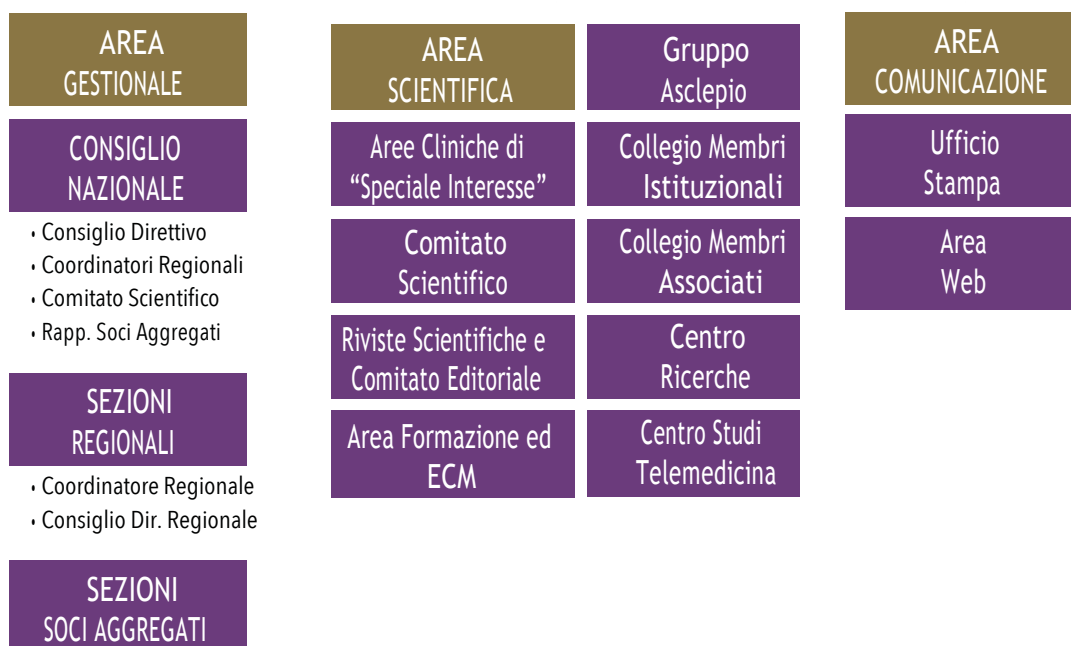 AREA
GESTIONALE
CONSIGLIO
NAZIONALE
• Consiglio Direttivo
• Coordinatori Regionali
• Comitato Scientifico
• Rapp. Soci Aggregati
SEZIONI
REGIONALI
• Coordinatore Regionale
• Consiglio Dir. Regionale
SEZIONI
SOCI AGGREGATI
AREA
SCIENTIFICA
Aree Cliniche di
“Speciale Interesse”
Comitato
Scientifico
Riviste Scientifiche e
Comitato Editoriale
Area Formazione ed
ECM
Gruppo
Asclepio
Collegio Membri
Istituzionali
Collegio Membri
Associati
Centro
Ricerche
Centro Studi
Telemedicina
AREA
COMUNICAZIONE
Ufficio
Stampa
Area
Web